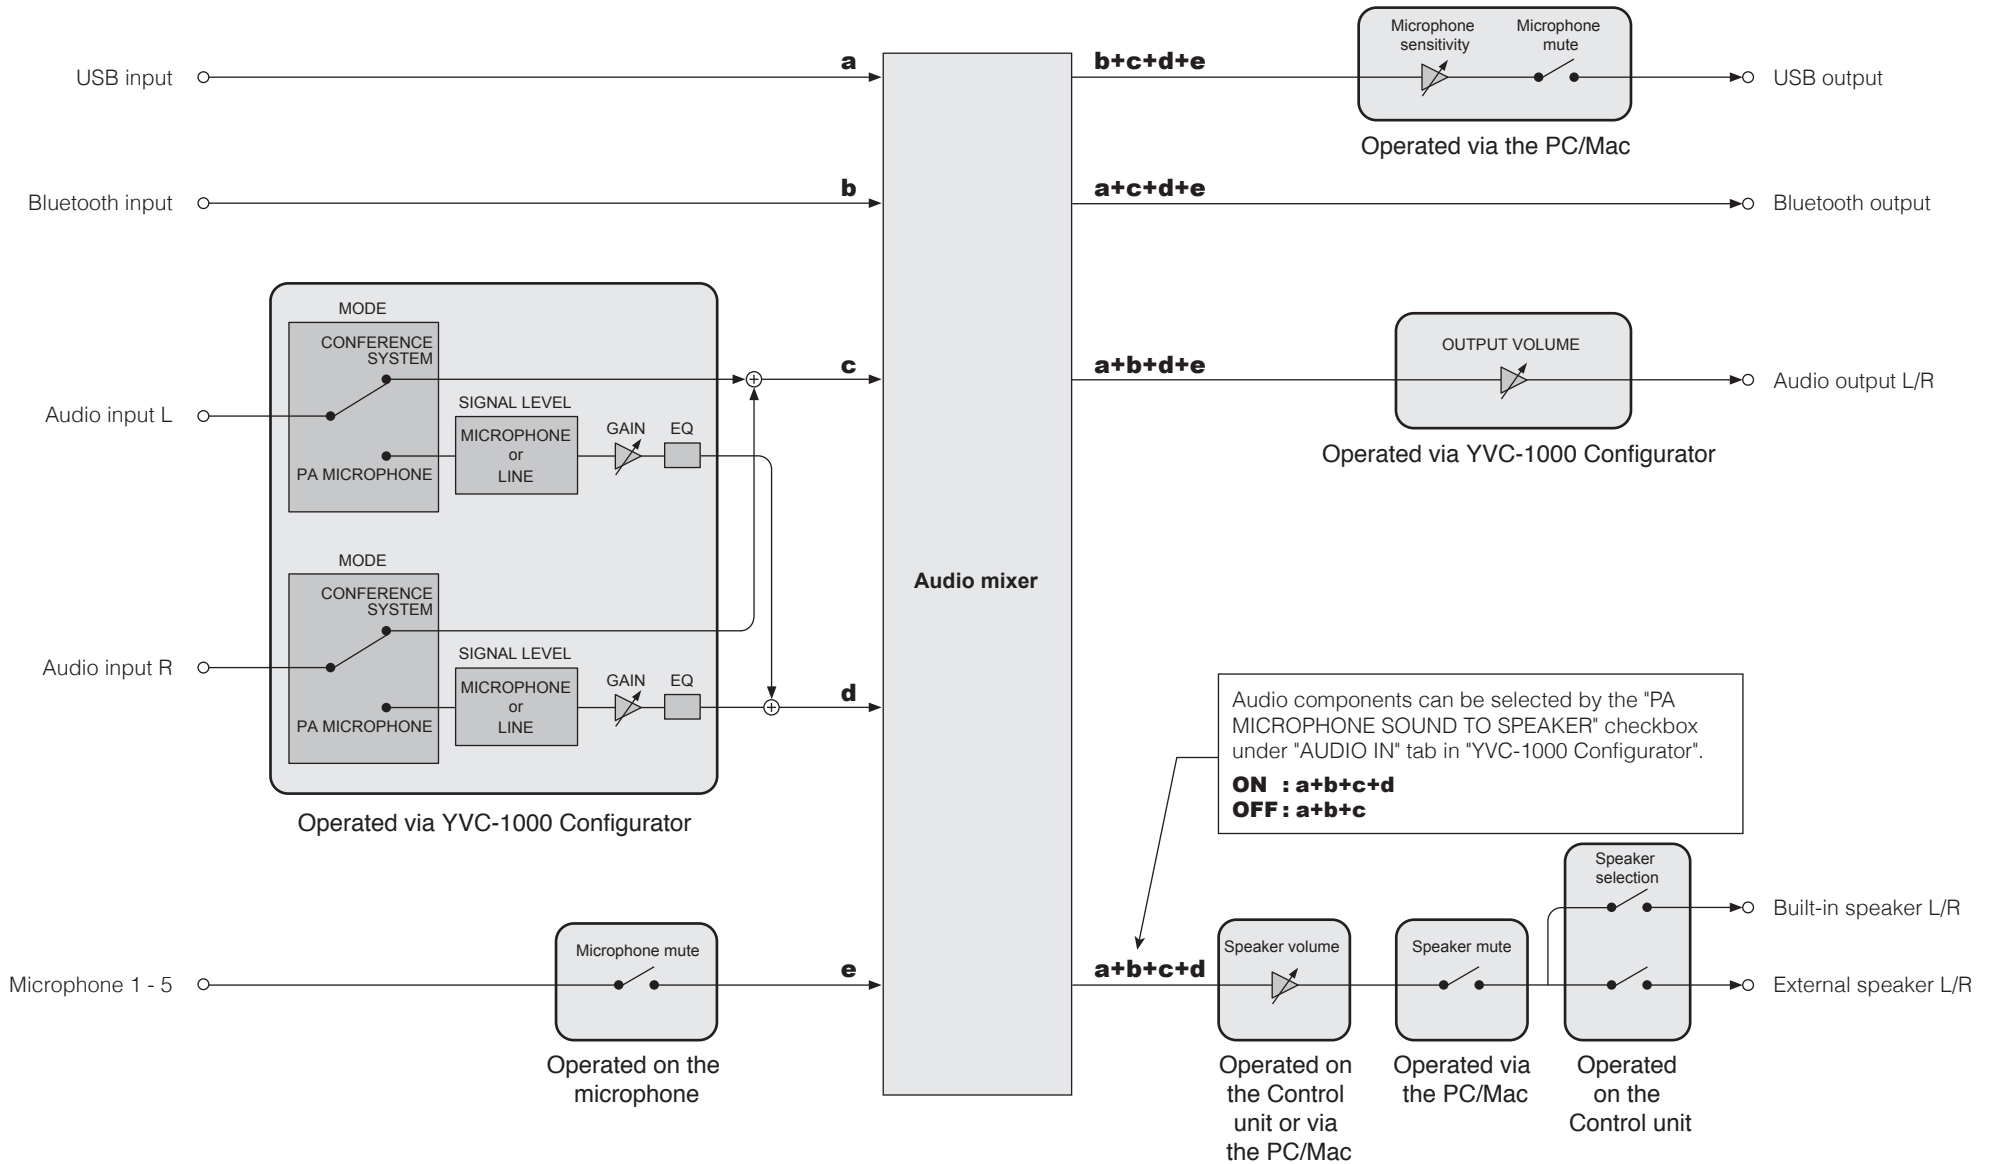 Microphone
sensitivity
Microphone
mute
USB input
a
b+c+d+e
USB output
Operated via the PC/Mac
Bluetooth input
b
a+c+d+e
Bluetooth output
MODE
CONFERENCE
SYSTEM
Audio input L
PA MICROPHONE
SIGNAL LEVEL
MICROPHONE
or
LINE
GAIN
EQ
c
a+b+d+e
OUTPUT VOLUME
Audio output L/R
Operated via YVC-1000 Configurator
MODE
CONFERENCE
SYSTEM
Audio input R
PA MICROPHONE
SIGNAL LEVEL
MICROPHONE
or
LINE
GAIN
EQ
d
Operated via YVC-1000 Configurator
Audio mixer
Audio components can be selected by the "PA
MICROPHONE SOUND TO SPEAKER" checkbox
under "AUDIO IN" tab in "YVC-1000 Configurator".
ON : a+b+c+d
OFF : a+b+c
Microphone 1 - 5
Microphone mute
e
Operated on the
microphone
a+b+c+d
Speaker volume
Operated on
the Control
unit or via
the PC/Mac
Speaker mute
Operated via
the PC/Mac
Speaker
selection
Operated
on the
Control unit
Built-in speaker L/R
External speaker L/R